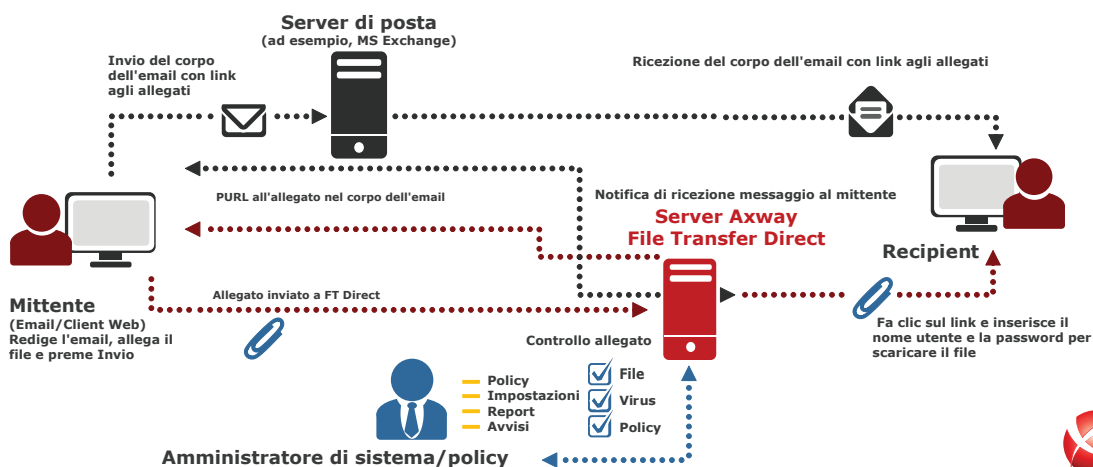 Server di posta
(ad esempio, MS Exchange)
Invio del corpo
dell'email con link
agli allegati
Ricezione del corpo dell'email con link agli allegati
PURL all'allegato nel corpo dell'email
Notifica di ricezione messaggio al mittente
Server Axway
File Transfer Direct
Recipient
Mittente
(Email/Client Web)
Redige l'email, allega il
file e preme Invio
Allegato inviato a FT Direct
Fa clic sul link e inserisce il
nome utente e la password per
scaricare il file
Controllo allegato
Policy
Impostazioni
Report
Avvisi
File
Virus
Policy
Amministratore di sistema/policy